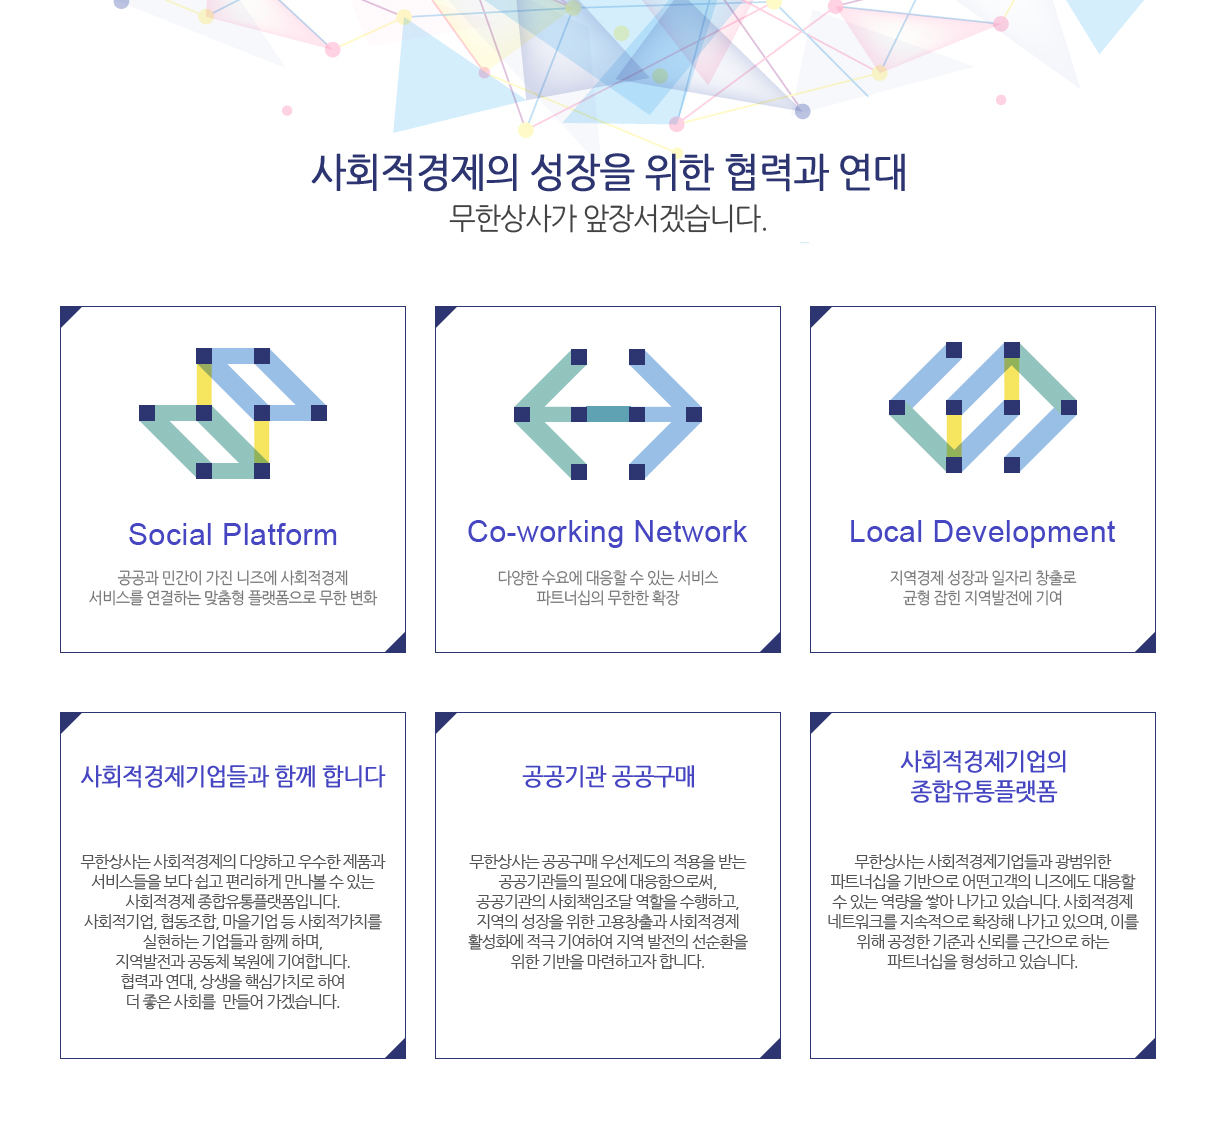 사회적경제의 성장을 위한 협력과 연대
무한상사가 앞장서겠습니다.
Social Platform
공공과 민간이 가진 니즈에 사회적경제
서비스를 연결하는 맞춤형 플랫폼으로 무한 변화
Co-working Network
다양한 수요에 대응할 수 있는 서비스
파트너십의 무한한 확장
Local Development
지역경제 성장과 일자리 창출로
균형 잡힌 지역발전에 기여
사회적경제기업들과 함께 합니다
무한상사는 사회적경제의 다양하고 우수한 제품과
서비스들을 보다 쉽고 편리하게 만나볼 수 있는
사회적경제 종합유통플랫폼입니다.
사회적기업, 협동조합, 마을기업 등 사회적가치를
실현하는 기업들과 함께 하며,
지역발전과 공동체 복원에 기여합니다.
협력과 연대, 상생을 핵심가치로 하여
더 좋은 사회를 만들어 가겠습니다.
공공기관 공공구매
무한상사는 공공구매 우선제도의 적용을 받는
공공기관들의 필요에 대응함으로써,
공공기관의 사회책임조달 역할을 수행하고,
지역의 성장을 위한 고용창출과 사회적경제
활성화에 적극 기여하여 지역 발전의 선순환을
위한 기반을 마련하고자 합니다.
사회적경제기업의
종합유통플랫폼
무한상사는 사회적경제기업들과 광범위한
파트너십을 기반으로 어떤고객의 니즈에도 대응할
수 있는 역량을 쌓아 나가고 있습니다. 사회적경제
네트워크를 지속적으로 확장해 나가고 있으며, 이를
위해 공정한 기준과 신뢰를 근간으로 하는
파트너십을 형성하고 있습니다.